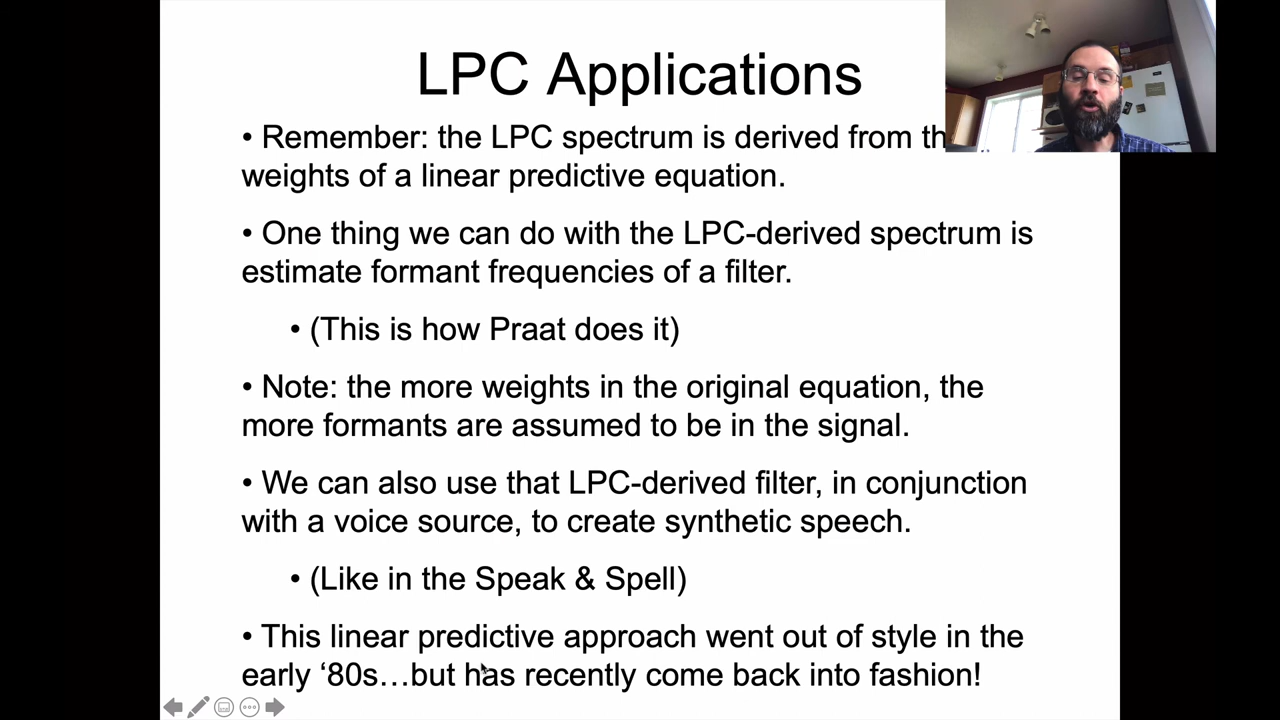 LPC Applications
• Remember: the LPC spectrum is derived from
weights of a linear predictive equation.
• One thing we can do with the LPC-derived spectrum is
estimate formant frequencies of a filter.
• (This is how Praat does it)
• Note: the more weights in the original equation, the
more formants are assumed to be in the signal.
• We can also use that LPC-derived filter, in conjunction
with a voice source, to create synthetic speech.
• (Like in the Speak & Spell)
• This linear predictive approach went out of style in the
early ‘80s…but has recently come back into fashion!